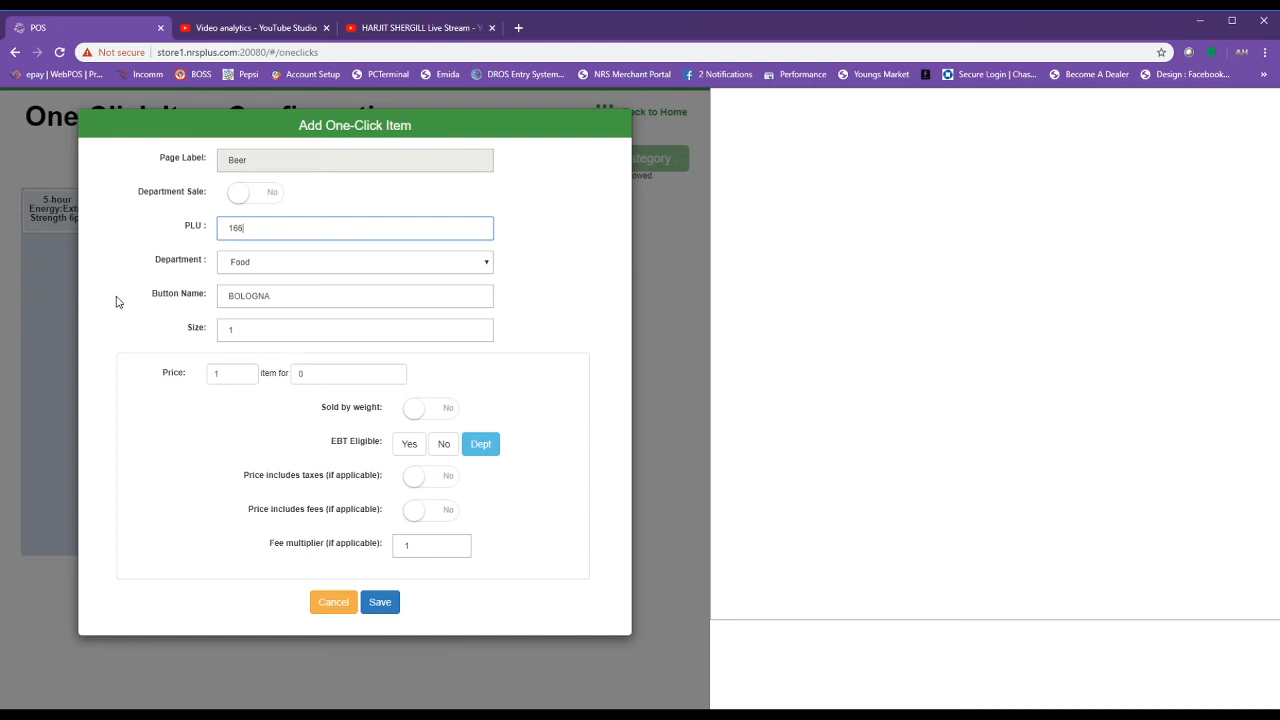 POS
Video analytics - YouTube Studio
HARJIT SHERGILL Live Stream -
Not secure store1.nrsplus.com:20080/#/oneclicks
AM
epay | WebPOS | Pr... Incomm BOSS Pepsi Account Setup PCTerminal Emida DROS Entry System... NRS Merchant Portal 2 Notifications Performance Youngs Market Secure Login | Chas... Become A Dealer Design : Facebook... »
One-Click Item
Back to Home
Add One-Click Item
Page Label: Beer
ategory
owed.
Department Sale: No
5-hour
Energy:Ext
Strength 6p
PLU : 166
Department : Food
Button Name: BOLOGNA
Size: 1
Price: 1 item for 0
Sold by weight: No
EBT Eligible: Yes No Dept
Price includes taxes (if applicable): No
Price includes fees (if applicable): No
Fee multiplier (if applicable): 1
Cancel Save